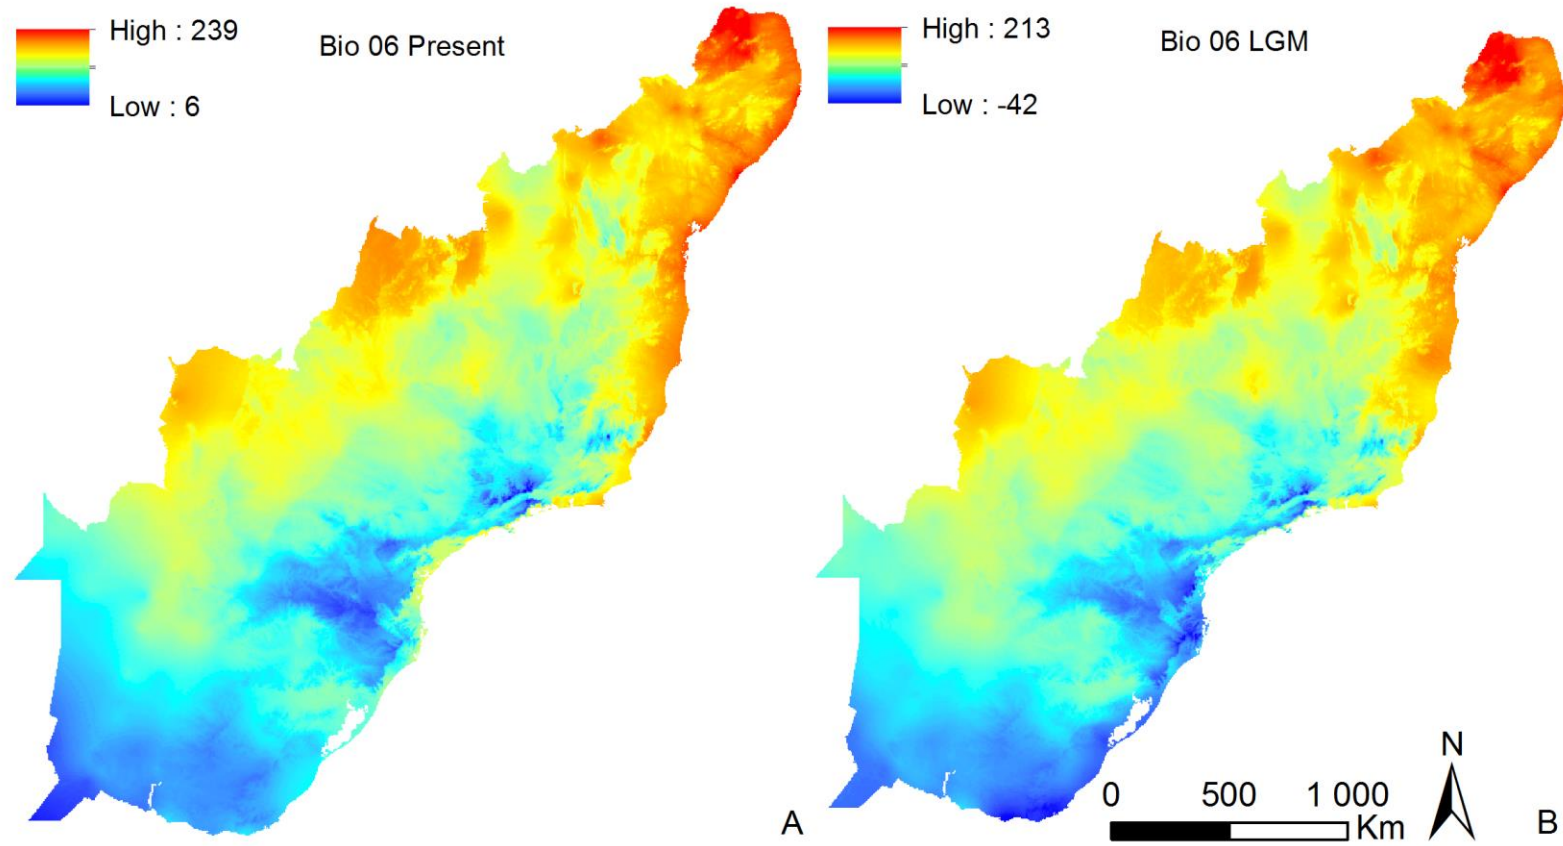 High : 239
Bio 06 Present
Low : 6
High : 213
Bio 06 LGM
Low : -42
N
0 500 1 000
Km
A
B